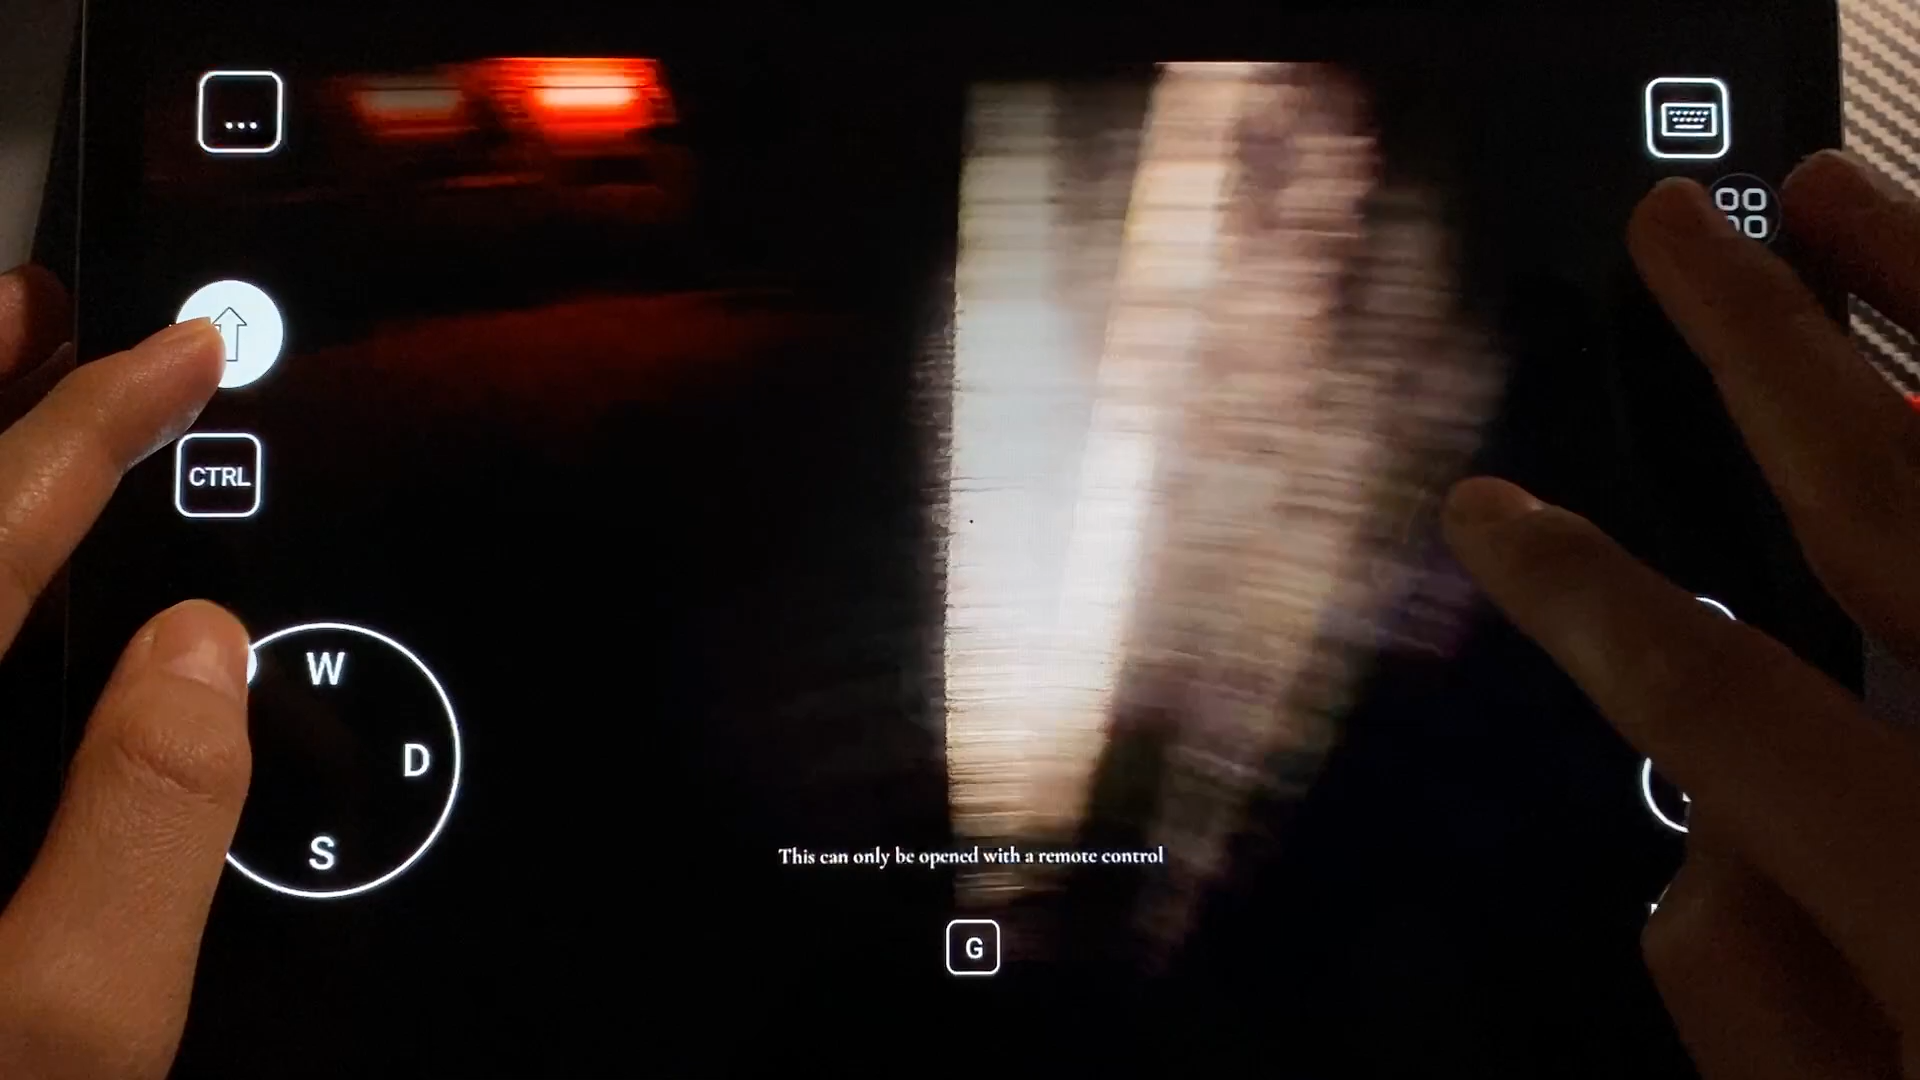 ...
CTRL
W
D
S
This can only be opened with a remote control
G